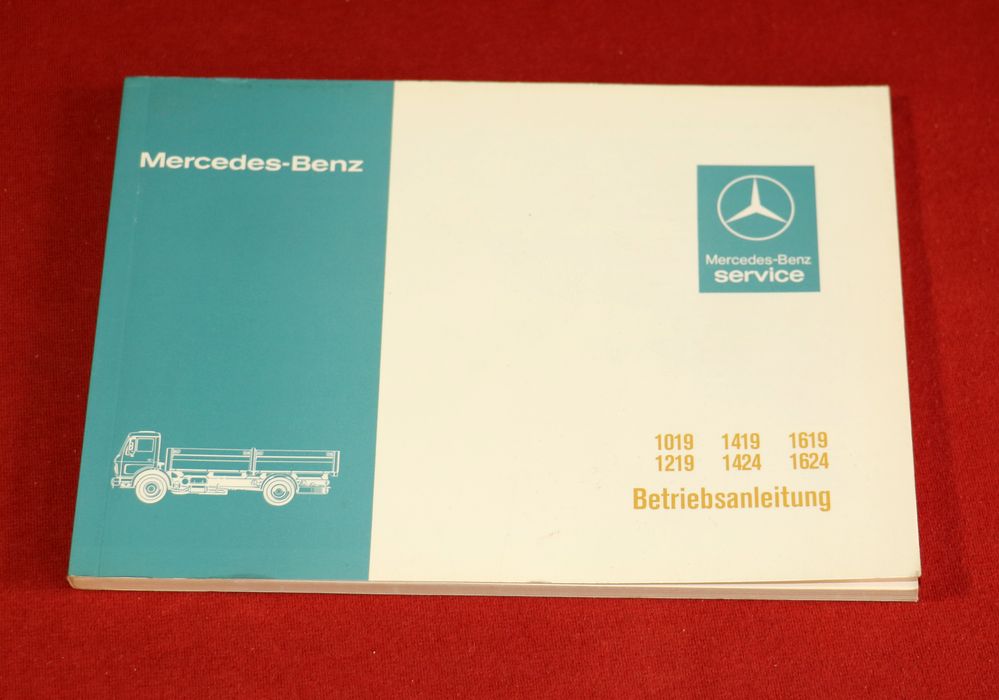 Mercedes-Benz
Mercedes-Benz
service
1019 1419 1619
1219 1424 1624
Betriebsanleitung